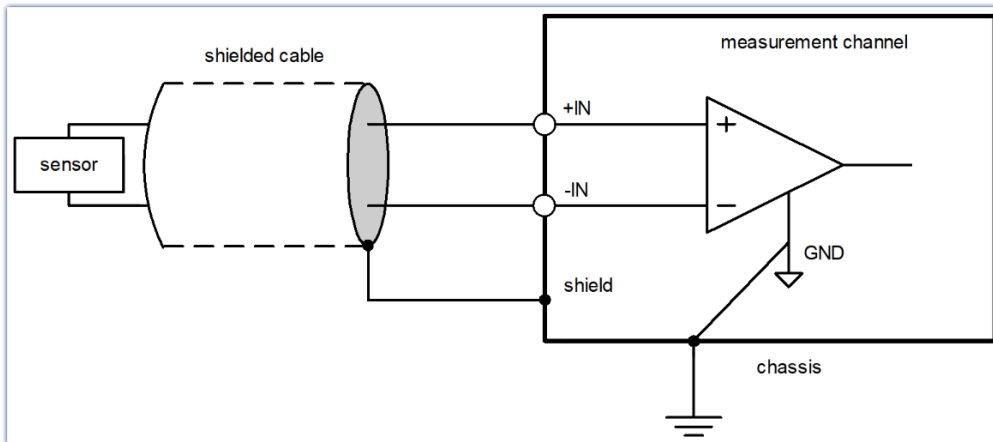 measurement channel
shielded cable
+IN
+
sensor
-IN
−
GND
shield
chassis